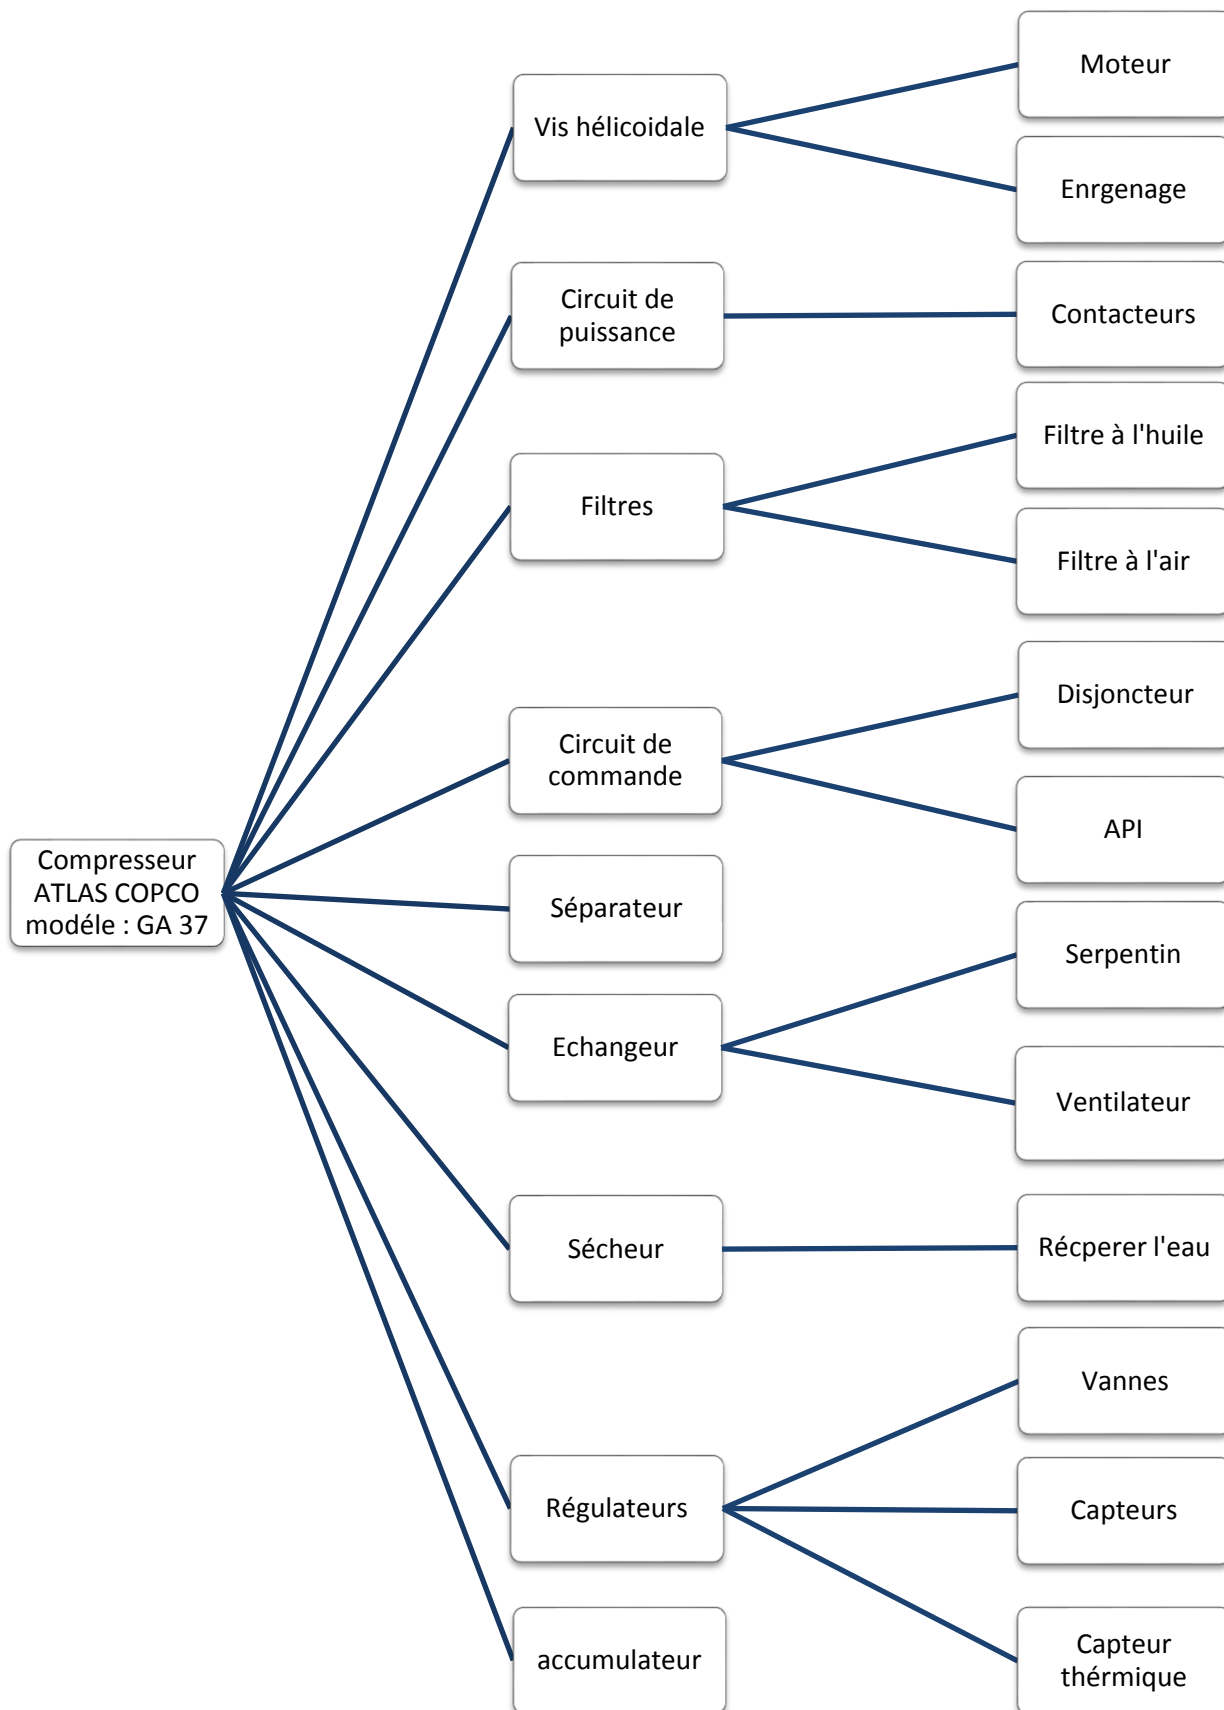 Compresseur
ATLAS COPCO
modéle : GA 37
Vis hélicoidale
Moteur
Enrgenage
Circuit de
puissance
Contacteurs
Filtres
Filtre à l'huile
Filtre à l'air
Circuit de
commande
Disjoncteur
API
Séparateur
Echangeur
Serpentin
Ventilateur
Sécheur
Récperer l'eau
Régulateurs
Vannes
Capteurs
Capteur
thérmique
accumulateur